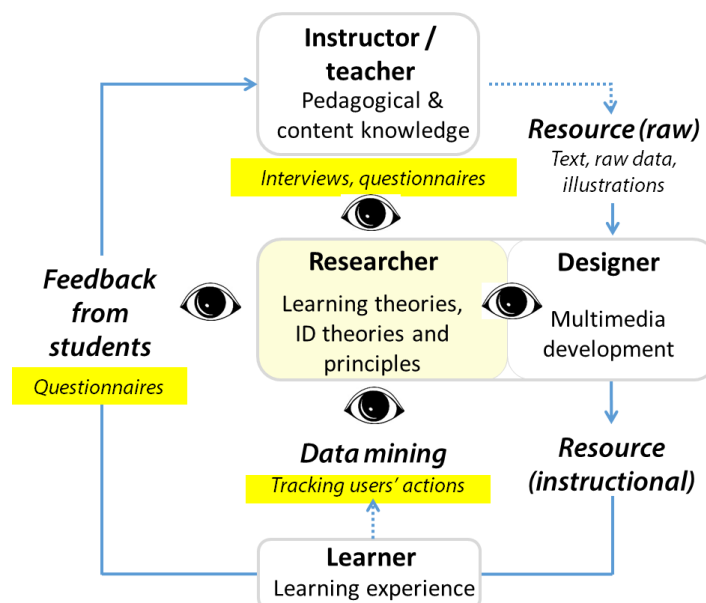 Instructor /
teacher
Pedagogical &
content knowledge
Resource (raw)
Text, raw data,
illustrations
Interviews, questionnaires
Researcher
Learning theories,
ID theories and
principles
Designer
Multimedia
development
Feedback
from
students
Questionnaires
Data mining
Tracking users’ actions
Resource
(instructional)
Learner
Learning experience